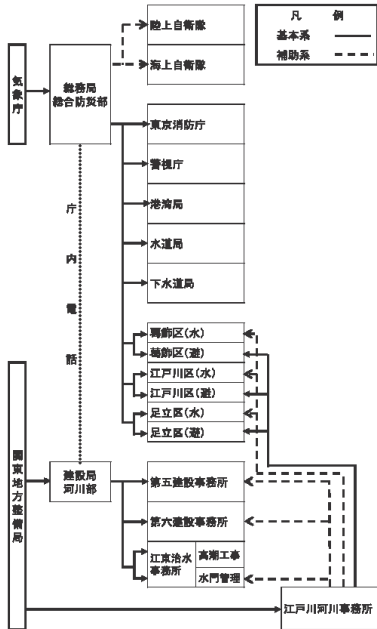 凡 例
基本系
補助系
陸上自衛隊
海上自衛隊
気象庁
総務局
総合防災部
東京消防庁
警視庁
港湾局
水道局
下水道局
庁内電話
葛飾区(水)
葛飾区(避)
江戸川区(水)
江戸川区(避)
足立区(水)
足立区(避)
関東地方整備局
建設局
河川部
第五建設事務所
第六建設事務所
江東治水
事務所
高潮工事
水門管理
江戸川河川事務所